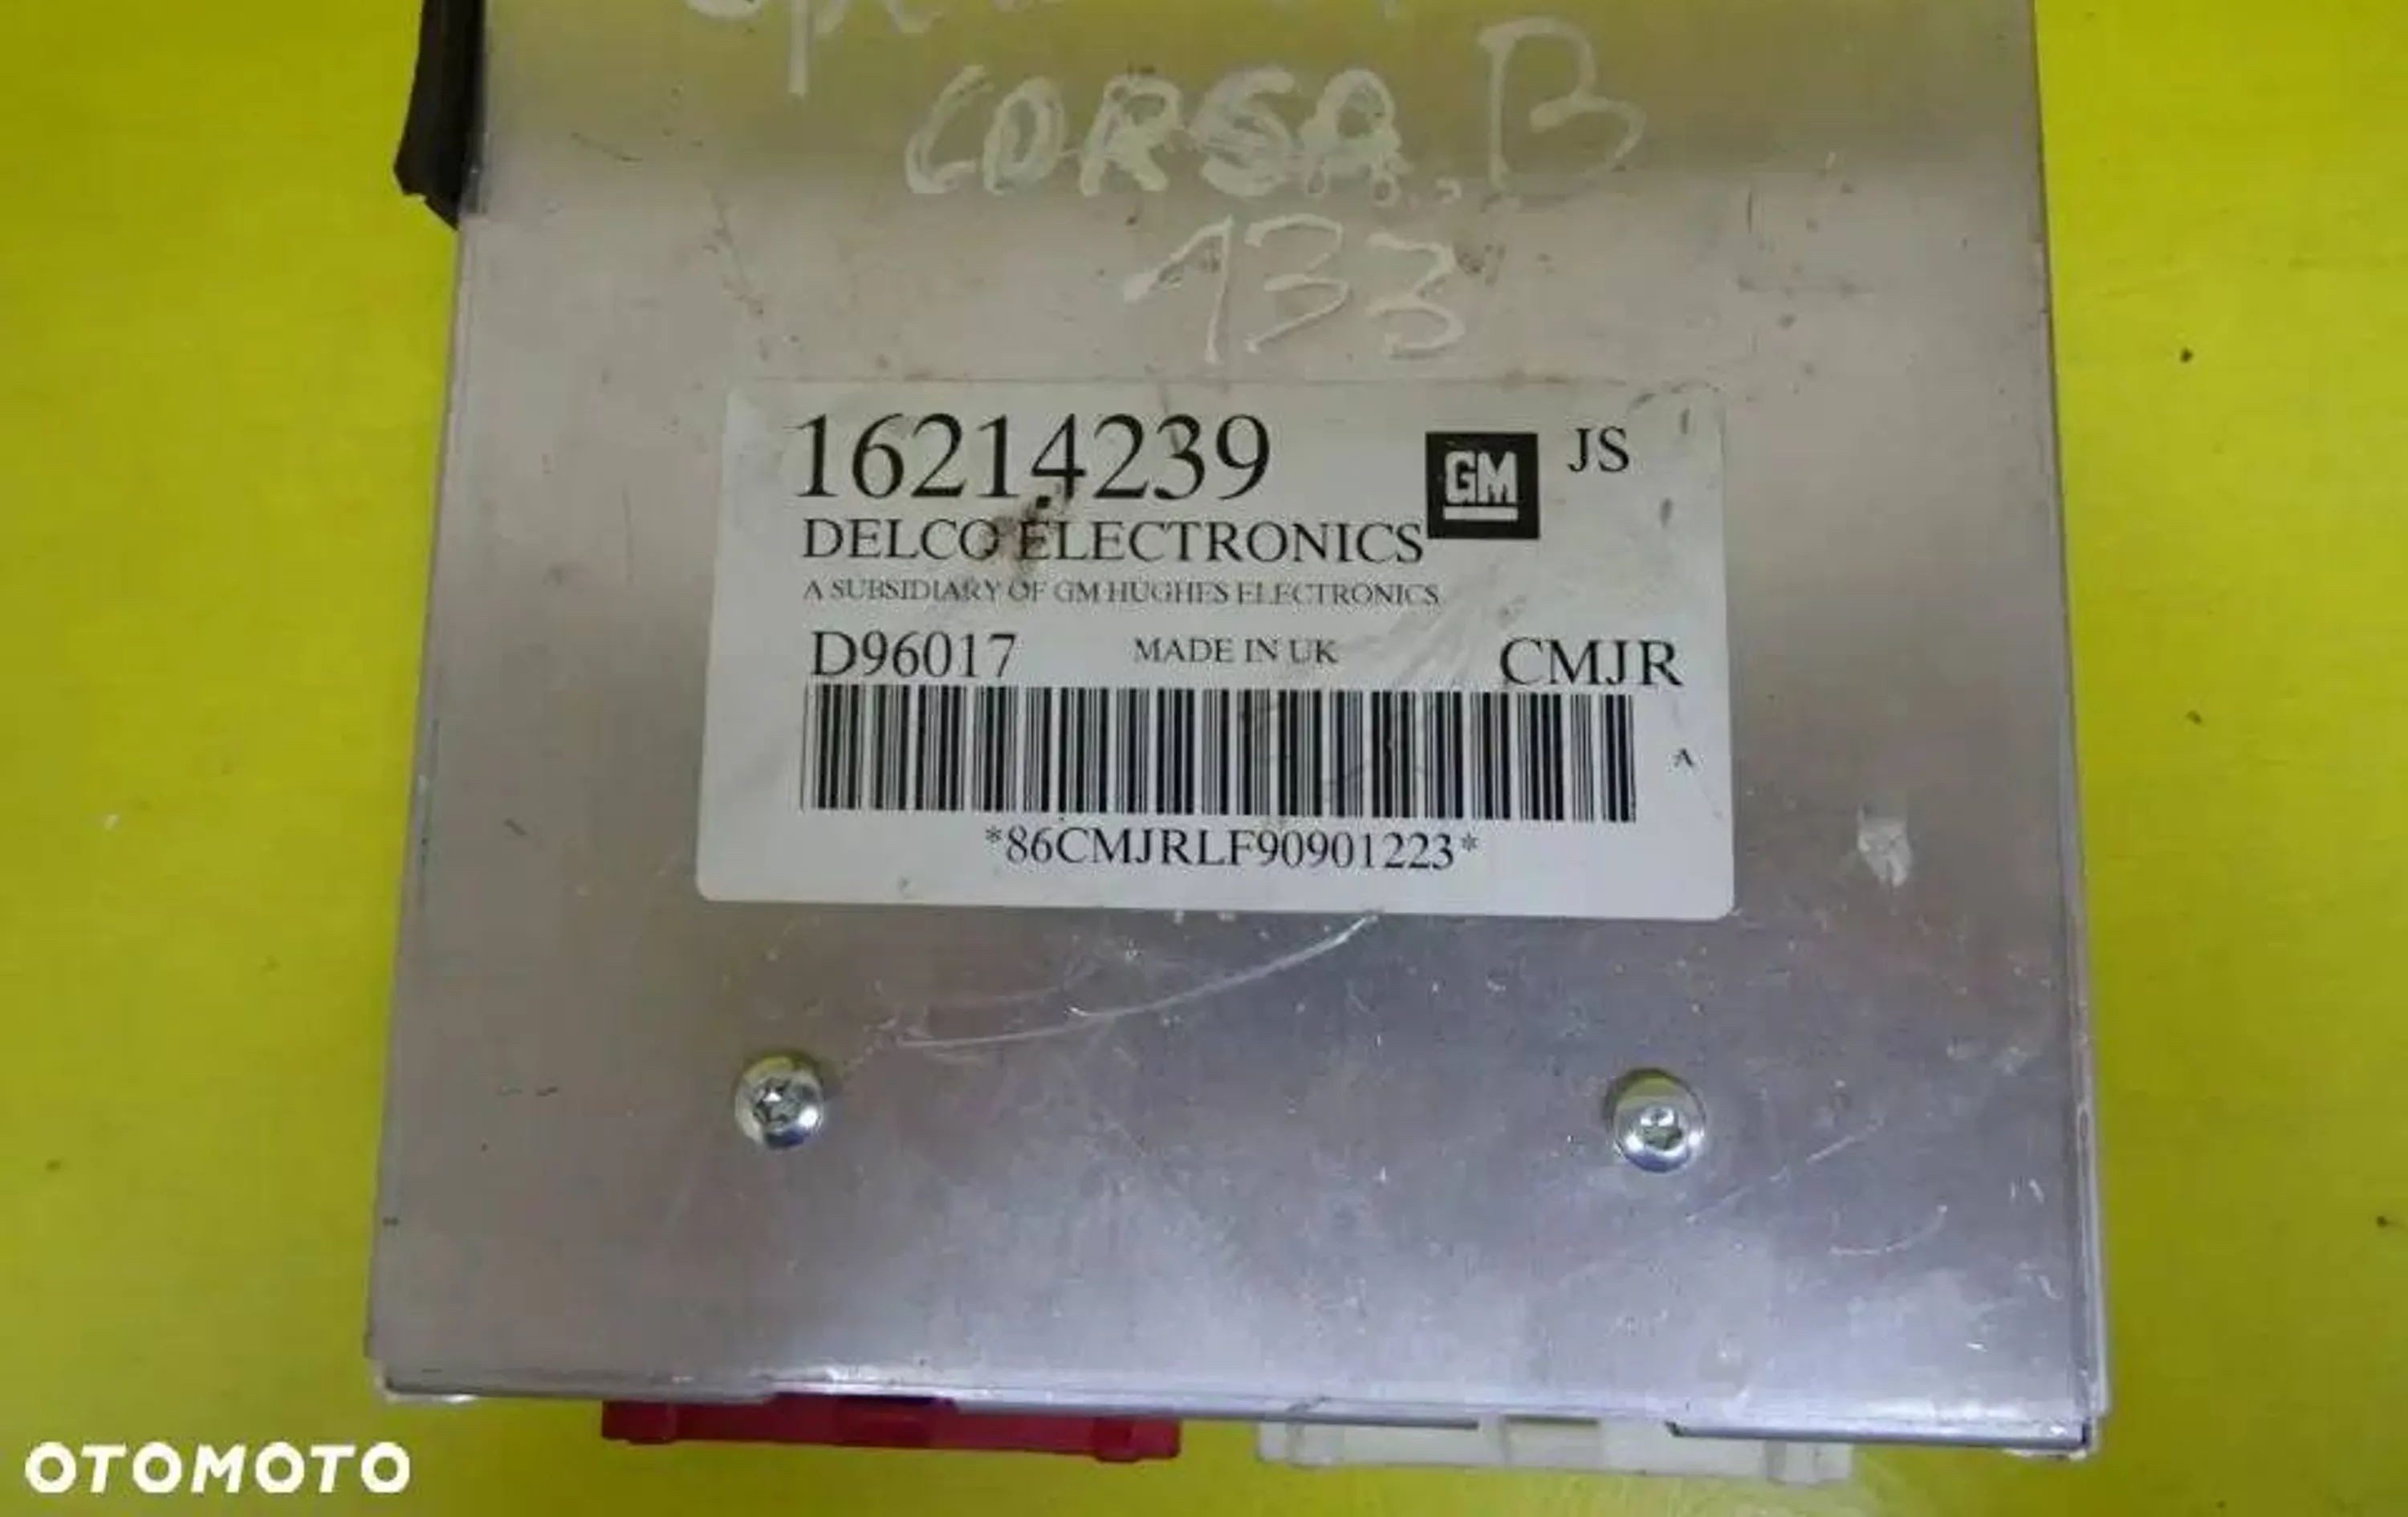 CORSA.B
133
16214239
GM
JS
DELCO ELECTRONICS
A SUBSIDIARY OF GM HUGHES ELECTRONICS
D96017
MADE IN UK
CMJR
A
*86CMJRLF90901223*
OTOMOTO